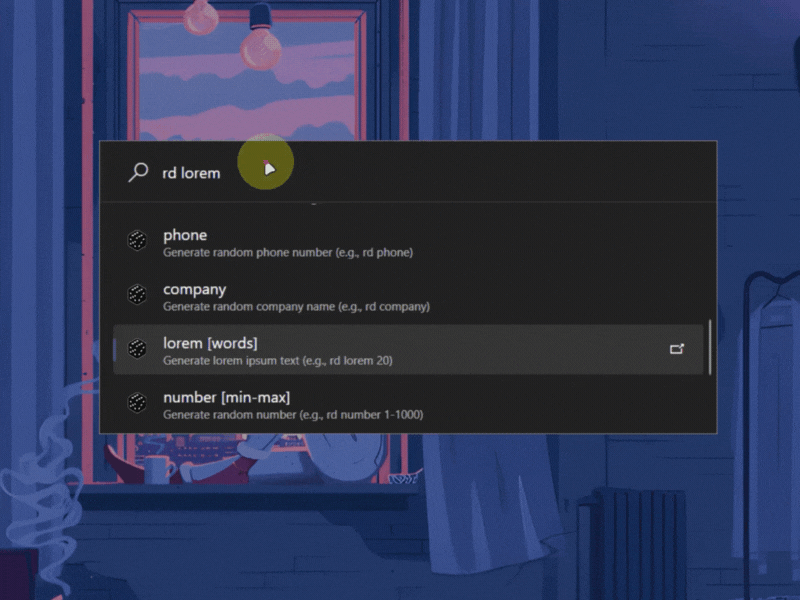 rd lorem
phone
Generate random phone number (e.g., rd phone)
company
Generate random company name (e.g., rd company)
lorem [words]
Generate lorem ipsum text (e.g., rd lorem 20)
number [min-max]
Generate random number (e.g., rd number 1-1000)